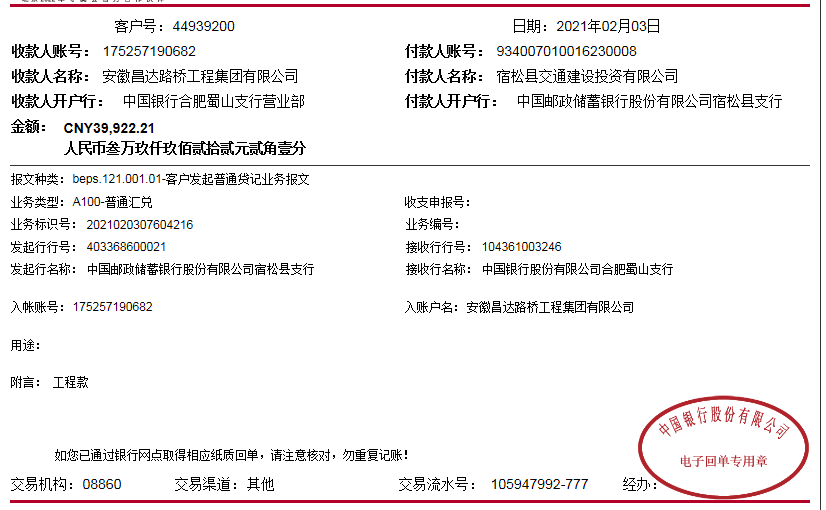 客户号：44939200 日期：2021年02月03日
收款人账号：175257190682 付款人账号：934007010016230008
收款人名称：安徽昌达路桥工程集团有限公司 付款人名称：宿松县交通建设投资有限公司
收款人开户行：中国银行合肥蜀山支行营业部 付款人开户行：中国邮政储蓄银行股份有限公司宿松县支行
金额：CNY39,922.21
人民币叁万玖仟玖佰贰拾贰元贰角壹分
报文种类：beps.121.001.01-客户发起普通贷记业务报文
业务类型：A100-普通汇兑 收支申报号：
业务标识号：2021020307604216 业务编号：
发起行行号：403368600021 接收行行号：104361003246
发起行名称：中国邮政储蓄银行股份有限公司宿松县支行 接收行名称：中国银行股份有限公司合肥蜀山支行
入帐账号：175257190682 入账户名：安徽昌达路桥工程集团有限公司
用途：
附言：工程款
中国银行股份有限公司
电子回单专用章
如您已通过银行网点取得相应纸质回单，请注意核对，勿重复记账！
交易机构：08860 交易渠道：其他 交易流水号：105947992-777 经办：